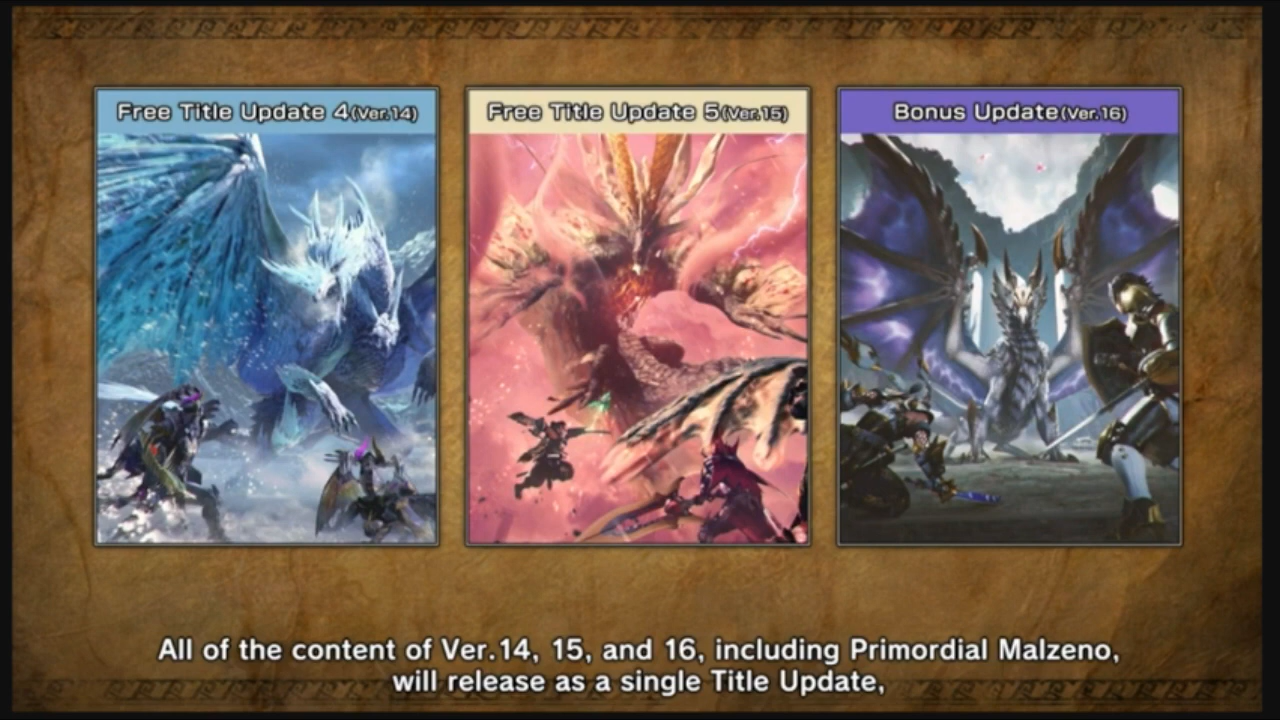 Free Title Update 4(Ver.14)
Free Title Update 5(Ver.15)
Bonus Update(Ver.16)
All of the content of Ver.14, 15, and 16, including Primordial Malzeno,
will release as a single Title Update,